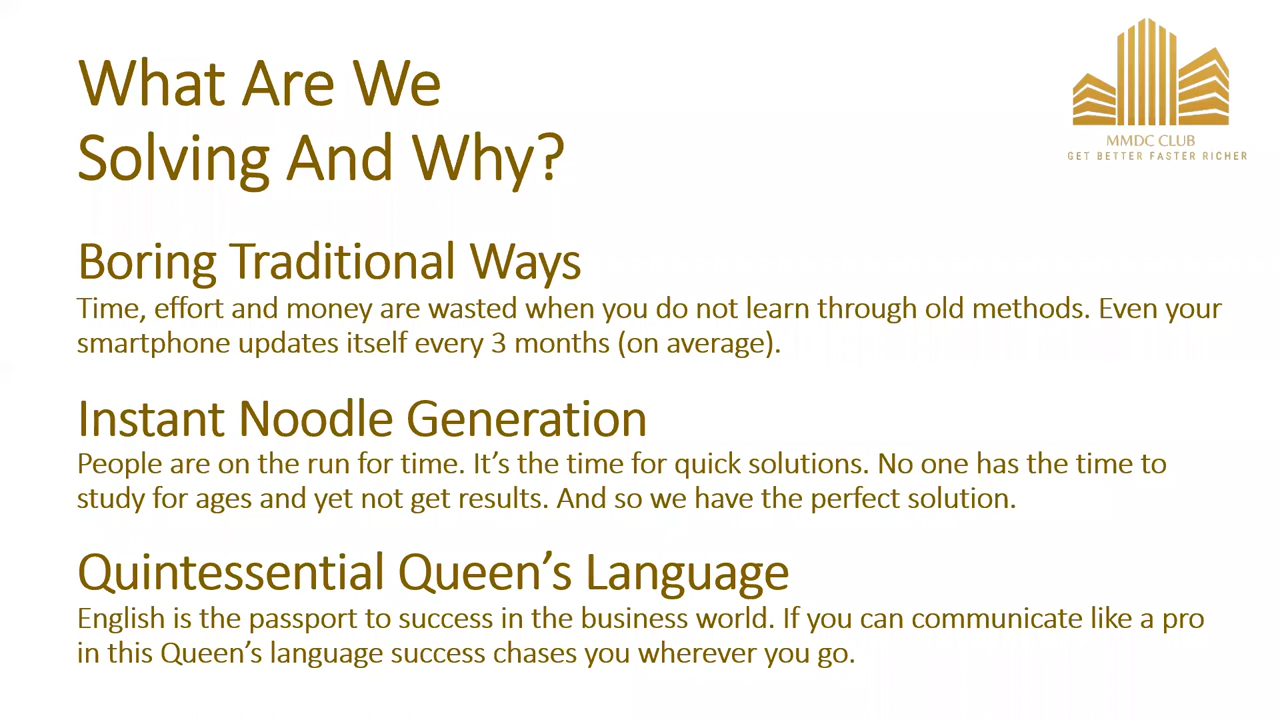 What Are We
Solving And Why?
MMDC CLUB
GET BETTER FASTER RICHER
Boring Traditional Ways
Time, effort and money are wasted when you do not learn through old methods. Even your
smartphone updates itself every 3 months (on average).
Instant Noodle Generation
People are on the run for time. It’s the time for quick solutions. No one has the time to
study for ages and yet not get results. And so we have the perfect solution.
Quintessential Queen’s Language
English is the passport to success in the business world. If you can communicate like a pro
in this Queen’s language success chases you wherever you go.